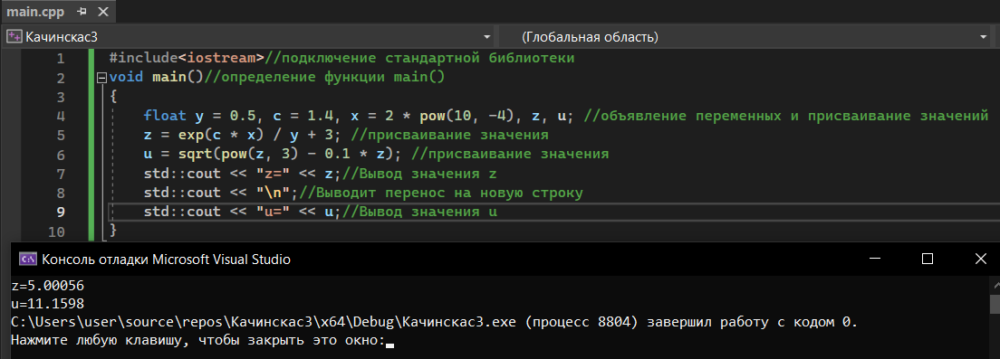 main.cpp
Качинскас3 (Глобальная область)
1 #include<iostream>//подключение стандартной библиотеки
2 void main()//определение функции main()
3 {
4 float y = 0.5, c = 1.4, x = 2 * pow(10, -4), z, u; //объявление переменных и присваивание значений
5 z = exp(c * x) / y + 3; //присваивание значения
6 u = sqrt(pow(z, 3) - 0.1 * z); //присваивание значения
7 std::cout << "z=" << z;//Вывод значения z
8 std::cout << "\n";//Выводит перенос на новую строку
9 std::cout << "u=" << u;//Вывод значения u
10 }
Консоль отладки Microsoft Visual Studio
z=5.00056
u=11.1598
C:\Users\user\source\repos\Качинскас3\x64\Debug\Качинскас3.exe (процесс 8804) завершил работу с кодом 0.
Нажмите любую клавишу, чтобы закрыть это окно: